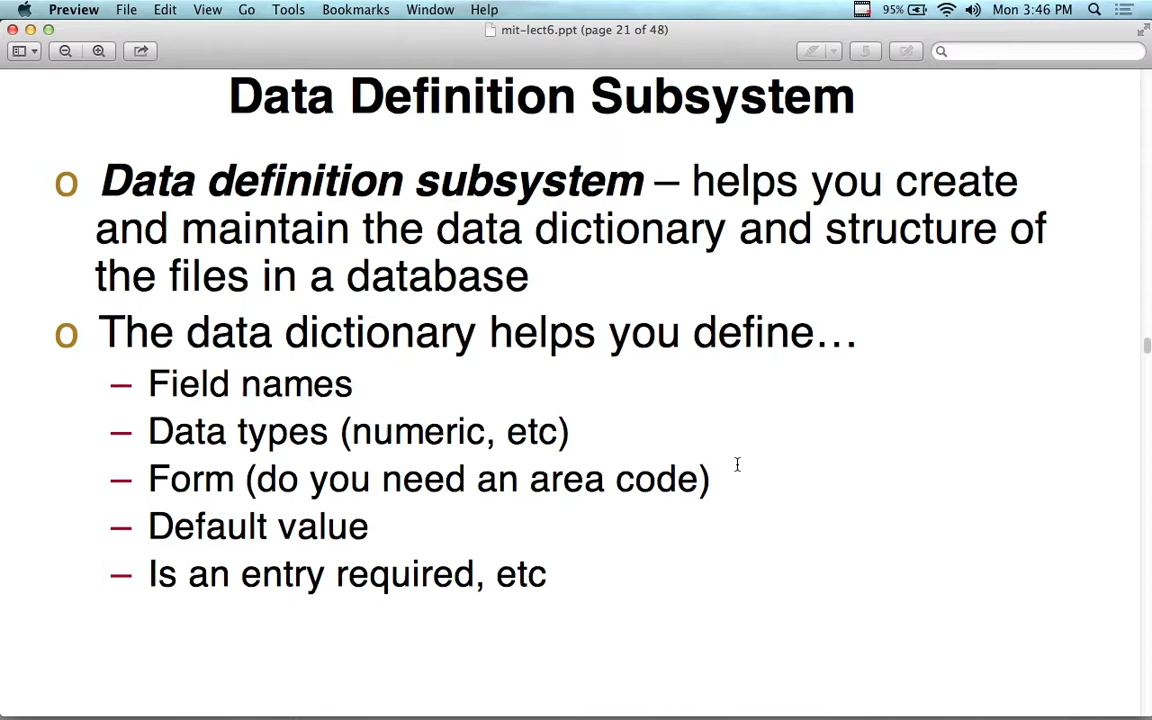 Preview File Edit View Go Tools Bookmarks Window Help 95% Mon 3:46 PM
mit-lect6.ppt (page 21 of 48)
5
Data Definition Subsystem
o Data definition subsystem – helps you create
and maintain the data dictionary and structure of
the files in a database
o The data dictionary helps you define…
– Field names
– Data types (numeric, etc)
– Form (do you need an area code)
– Default value
– Is an entry required, etc